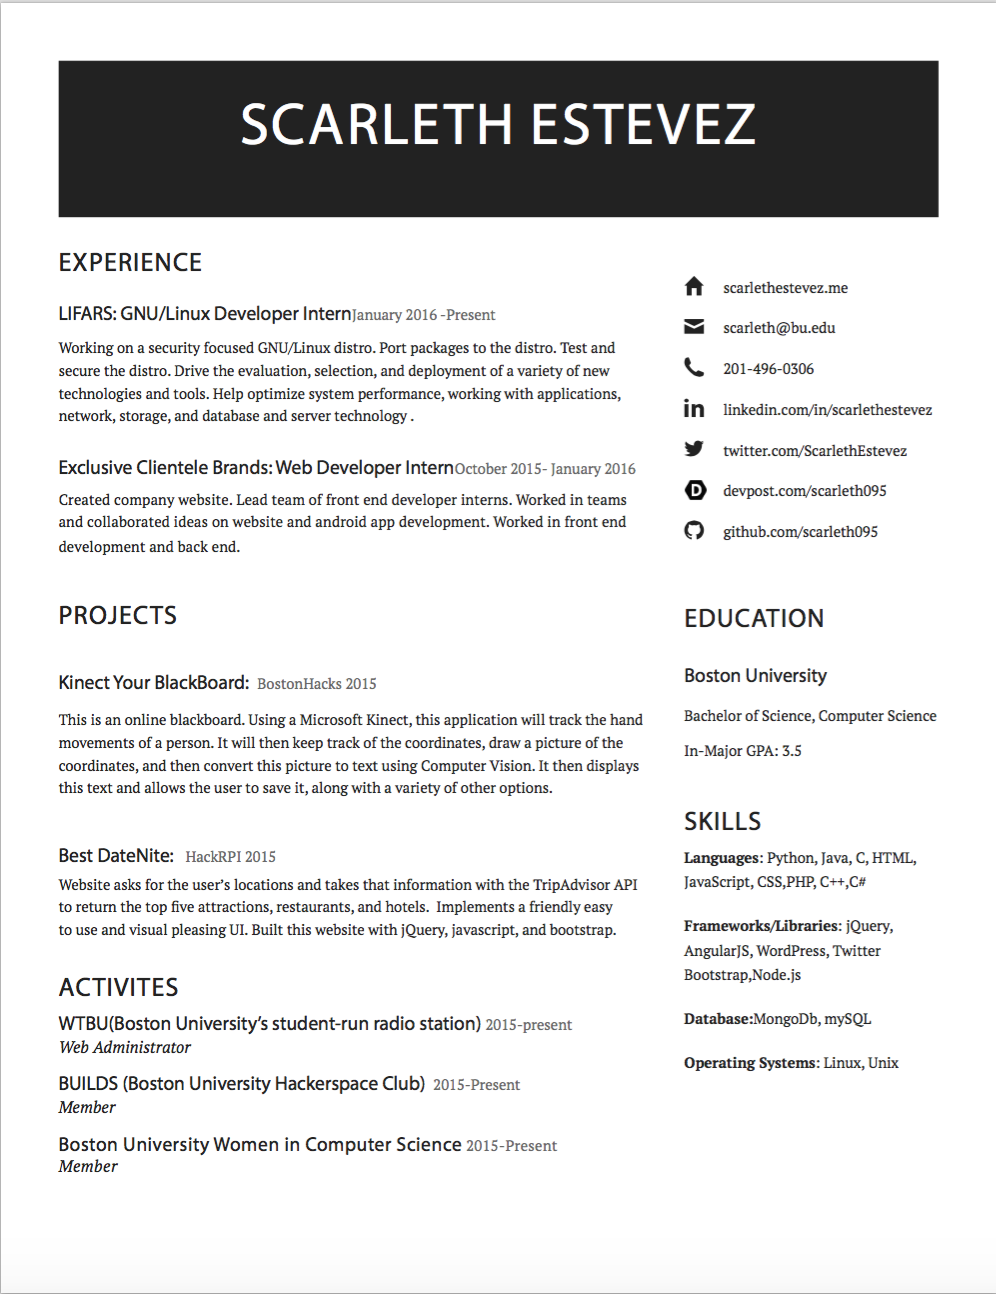 SCARLETH ESTEVEZ
EXPERIENCE
LIFARS: GNU/Linux Developer InternJanuary 2016 -Present
Working on a security focused GNU/Linux distro. Port packages to the distro. Test and
secure the distro. Drive the evaluation, selection, and deployment of a variety of new
technologies and tools. Help optimize system performance, working with applications,
network, storage, and database and server technology .
Exclusive Clientele Brands: Web Developer InternOctober 2015- January 2016
Created company website. Lead team of front end developer interns. Worked in teams
and collaborated ideas on website and android app development. Worked in front end
development and back end.
PROJECTS
Kinect Your BlackBoard: BostonHacks 2015
This is an online blackboard. Using a Microsoft Kinect, this application will track the hand
movements of a person. It will then keep track of the coordinates, draw a picture of the
coordinates, and then convert this picture to text using Computer Vision. It then displays
this text and allows the user to save it, along with a variety of other options.
Best DateNite: HackRPI 2015
Website asks for the user's locations and takes that information with the TripAdvisor API
to return the top five attractions, restaurants, and hotels. Implements a friendly easy
to use and visual pleasing UI. Built this website with jQuery, javascript, and bootstrap.
ACTIVITES
WTBU(Boston University's student-run radio station) 2015-present
Web Administrator
BUILDS (Boston University Hackerspace Club) 2015-Present
Member
Boston University Women in Computer Science 2015-Present
Member
scarlethestevez.me
scarleth@bu.edu
201-496-0306
in linkedin.com/in/scarlethestevez
twitter.com/ScarlethEstevez
D devpost.com/scarleth095
github.com/scarleth095
EDUCATION
Boston University
Bachelor of Science, Computer Science
In-Major GPA: 3.5
SKILLS
Languages: Python, Java, C, HTML,
JavaScript, CSS,PHP, C++,C#
Frameworks/Libraries: jQuery,
AngularJS, WordPress, Twitter
Bootstrap,Node.js
Database:MongoDb, mySQL
Operating Systems: Linux, Unix